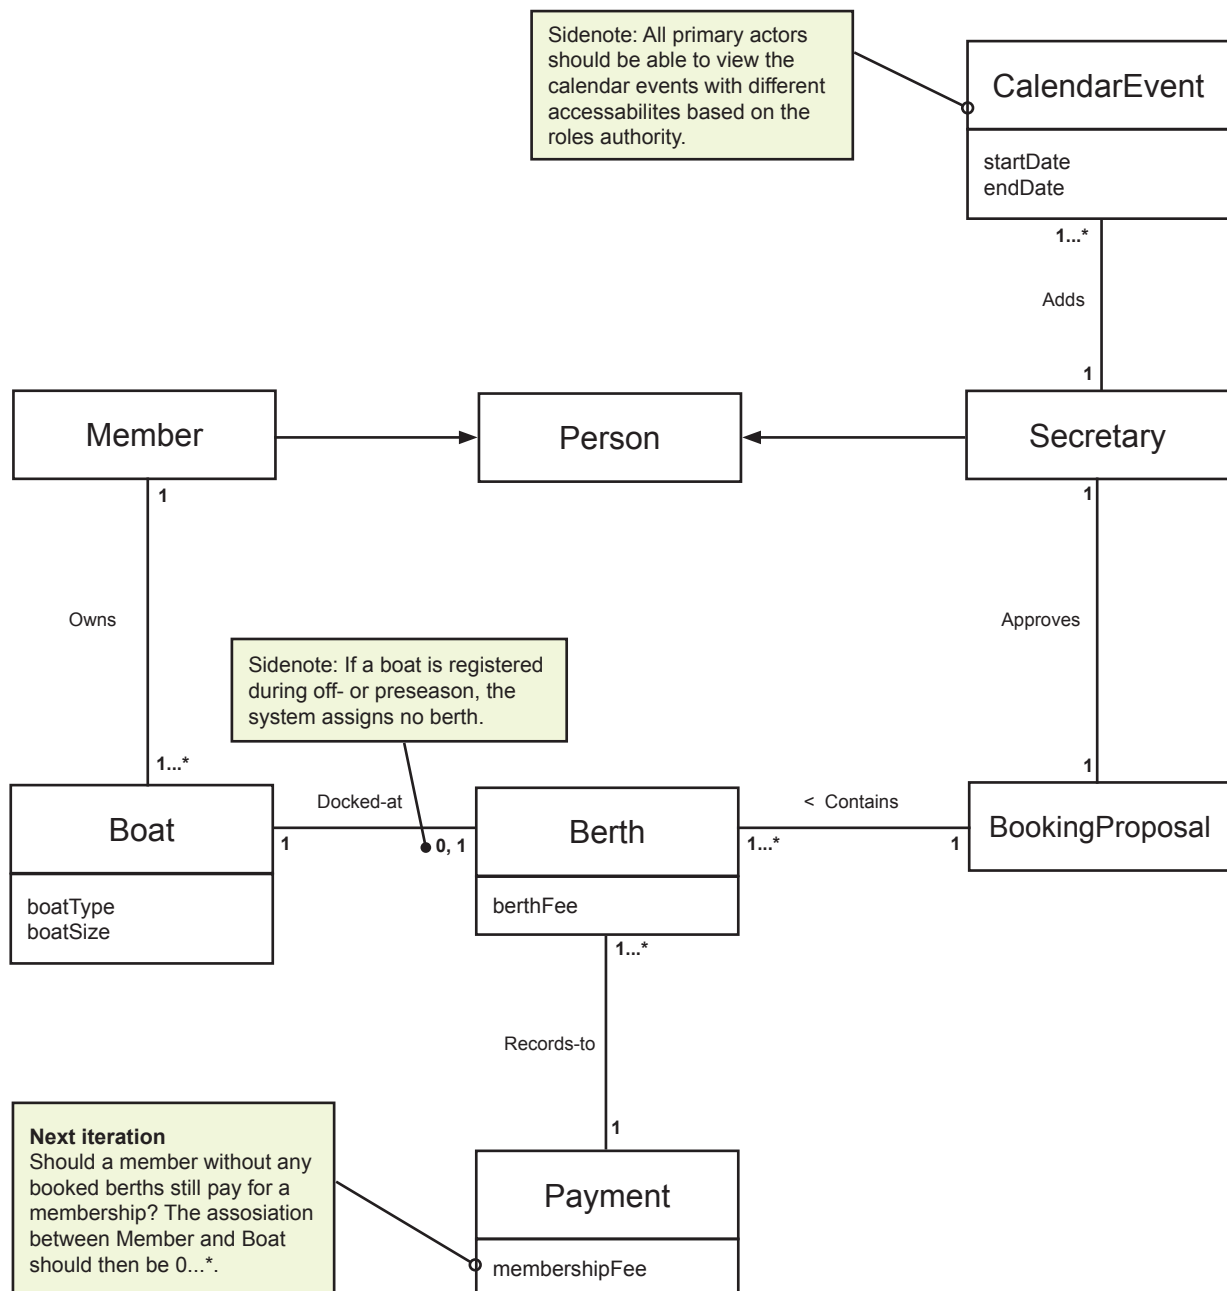 Sidenote: All primary actors
should be able to view the
calendar events with different
accessabilites based on the
roles authority.
CalendarEvent
startDate
endDate
1...*
Adds
1
Member
Person
Secretary
1
1
Owns
Approves
Sidenote: If a boat is registered
during off- or preseason, the
system assigns no berth.
1...*
1
Boat
Docked-at
Berth
< Contains
BookingProposal
1
0, 1
1...*
1
boatType
boatSize
berthFee
1...*
Records-to
1
Next iteration
Should a member without any
booked berths still pay for a
membership? The assosiation
between Member and Boat
should then be 0...*.
Payment
membershipFee